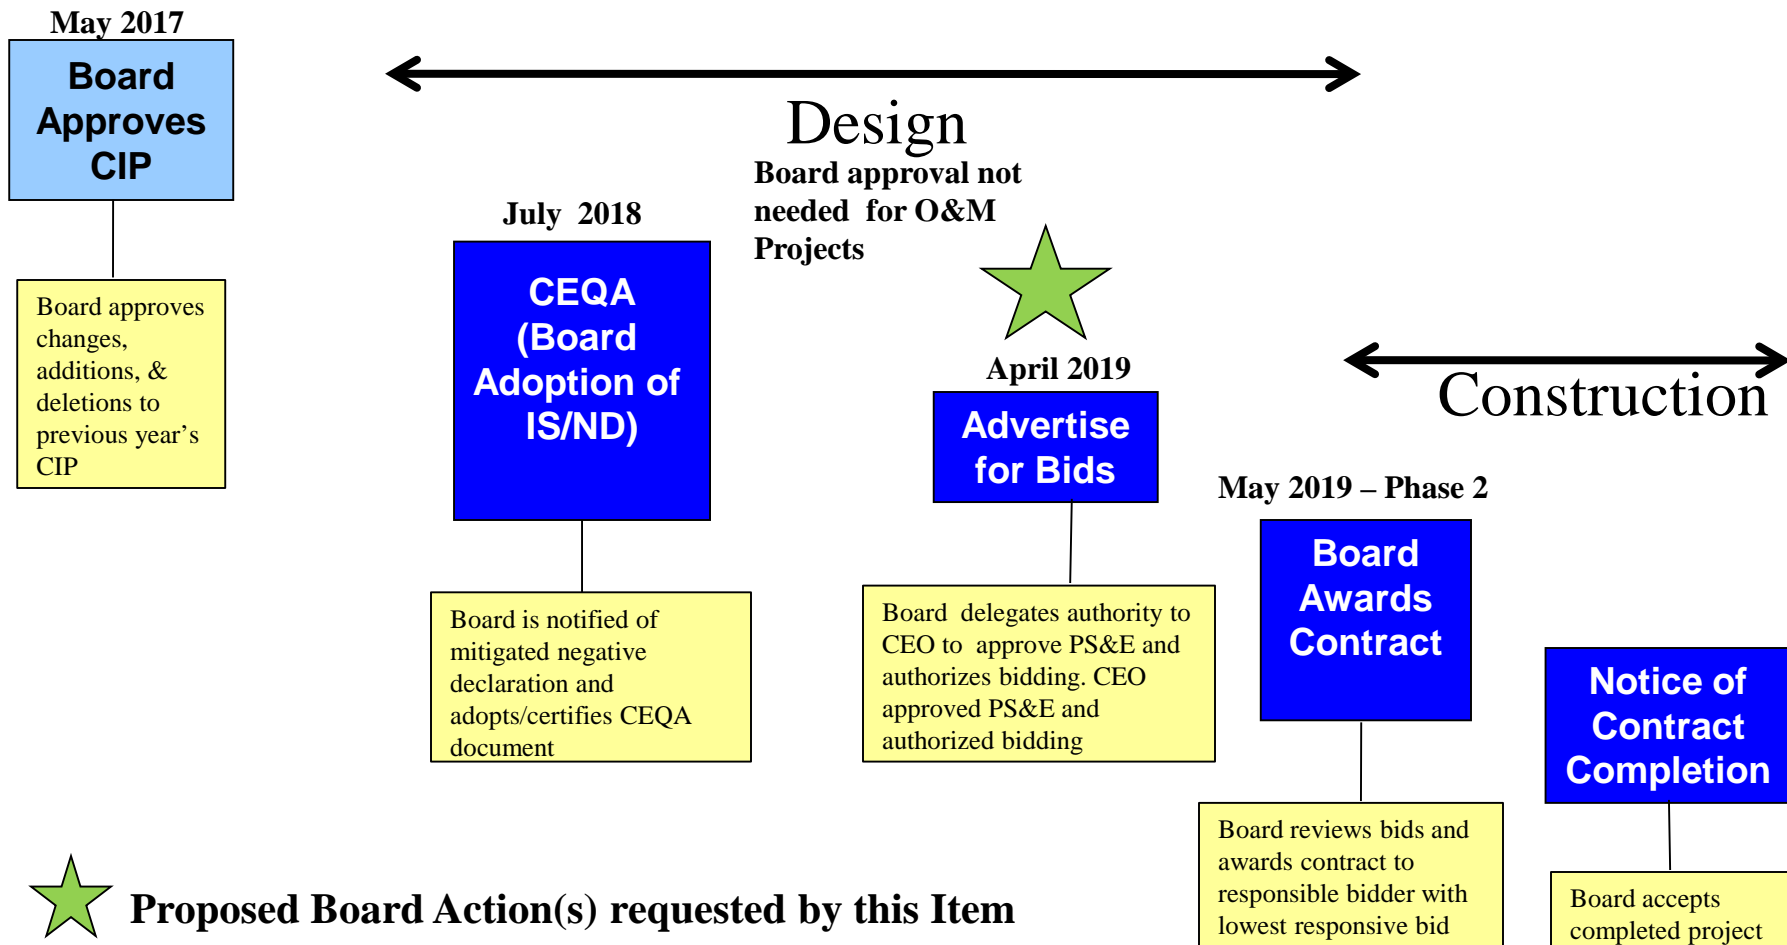 May 2017
Board
Approves
CIP
Board approves
changes,
additions, &
deletions to
previous year’s
CIP
Design
Board approval not
needed for O&M
Projects
July 2018
CEQA
(Board
Adoption of
IS/ND)
Board is notified of
mitigated negative
declaration and
adopts/certifies CEQA
document
April 2019
Advertise
for Bids
Board delegates authority to
CEO to approve PS&E and
authorizes bidding. CEO
approved PS&E and
authorized bidding
Construction
May 2019 – Phase 2
Board
Awards
Contract
Board reviews bids and
awards contract to
responsible bidder with
lowest responsive bid
Notice of
Contract
Completion
Board accepts
completed project
Proposed Board Action(s) requested by this Item